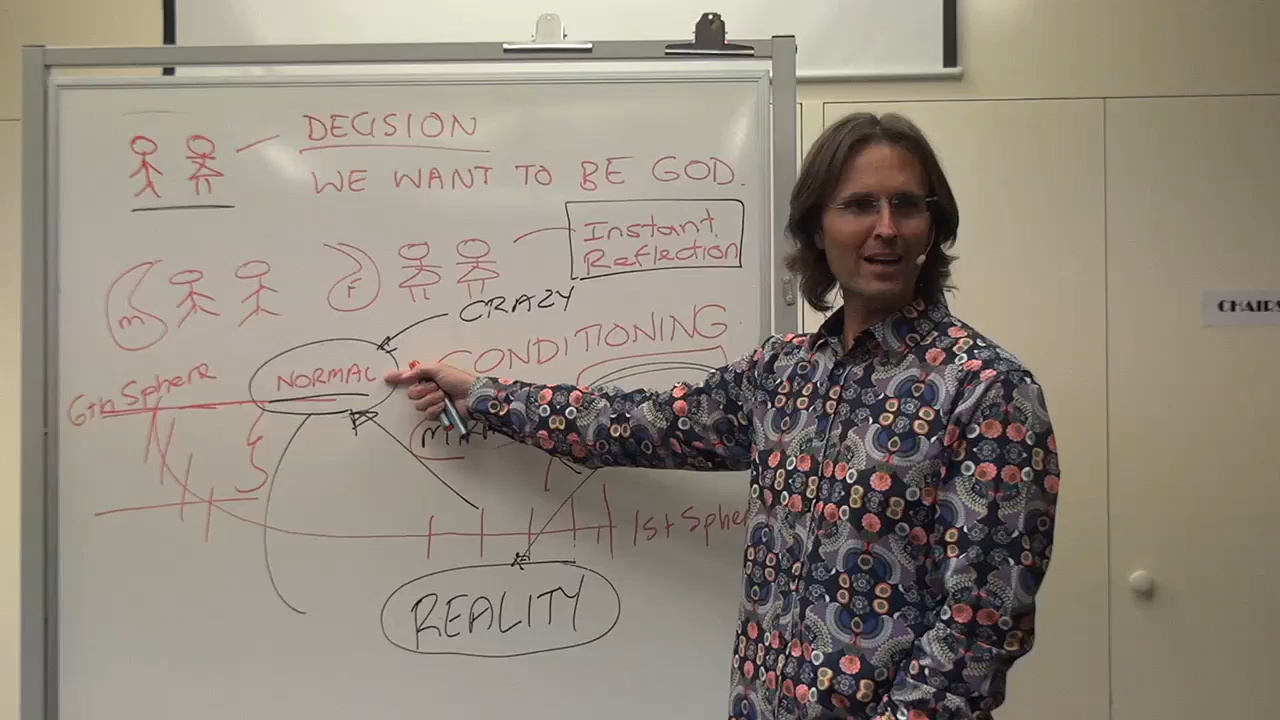 DECISION
WE WANT TO BE GOD.
Instant
Reflection
M
F
CRAZY
CONDITIONING
6th Sphere
NORMAL
1st Sphere
REALITY
CHAIRS